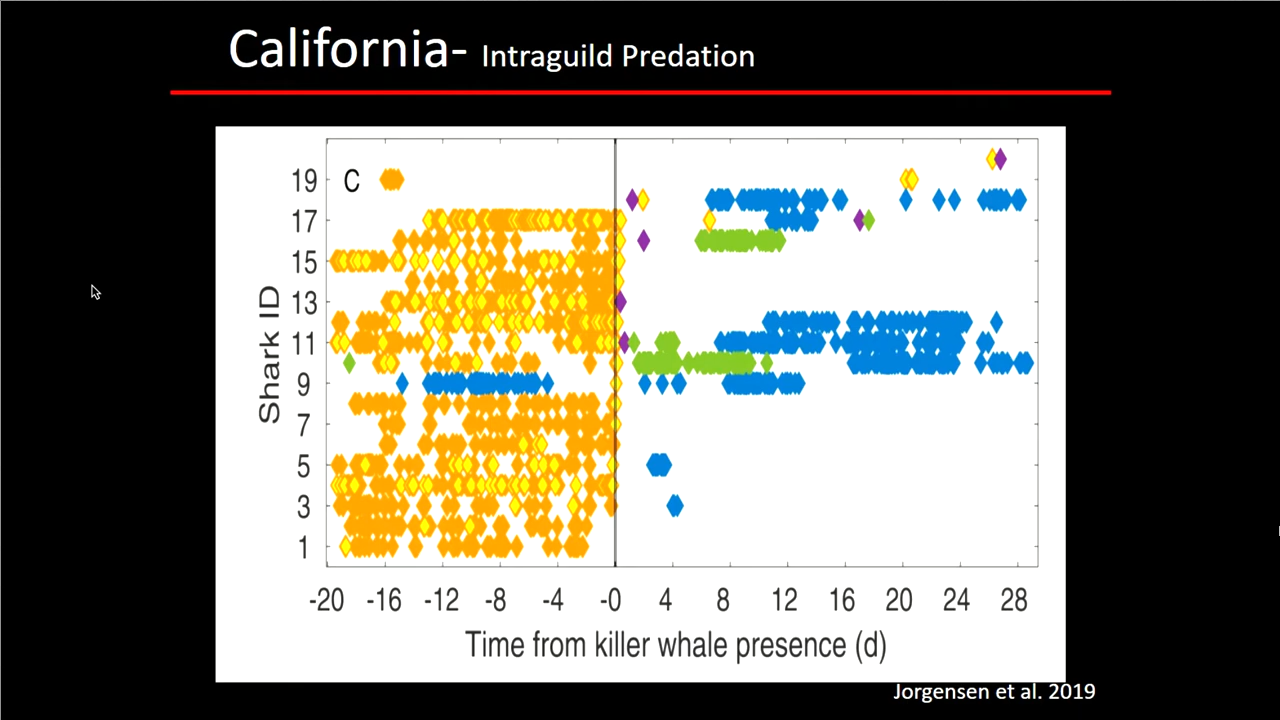 California- Intraguild Predation
C
19
17
15
13
11
9
7
5
3
1
Shark ID
-20 -16 -12 -8 -4 -0 4 8 12 16 20 24 28
Time from killer whale presence (d)
Jorgensen et al. 2019